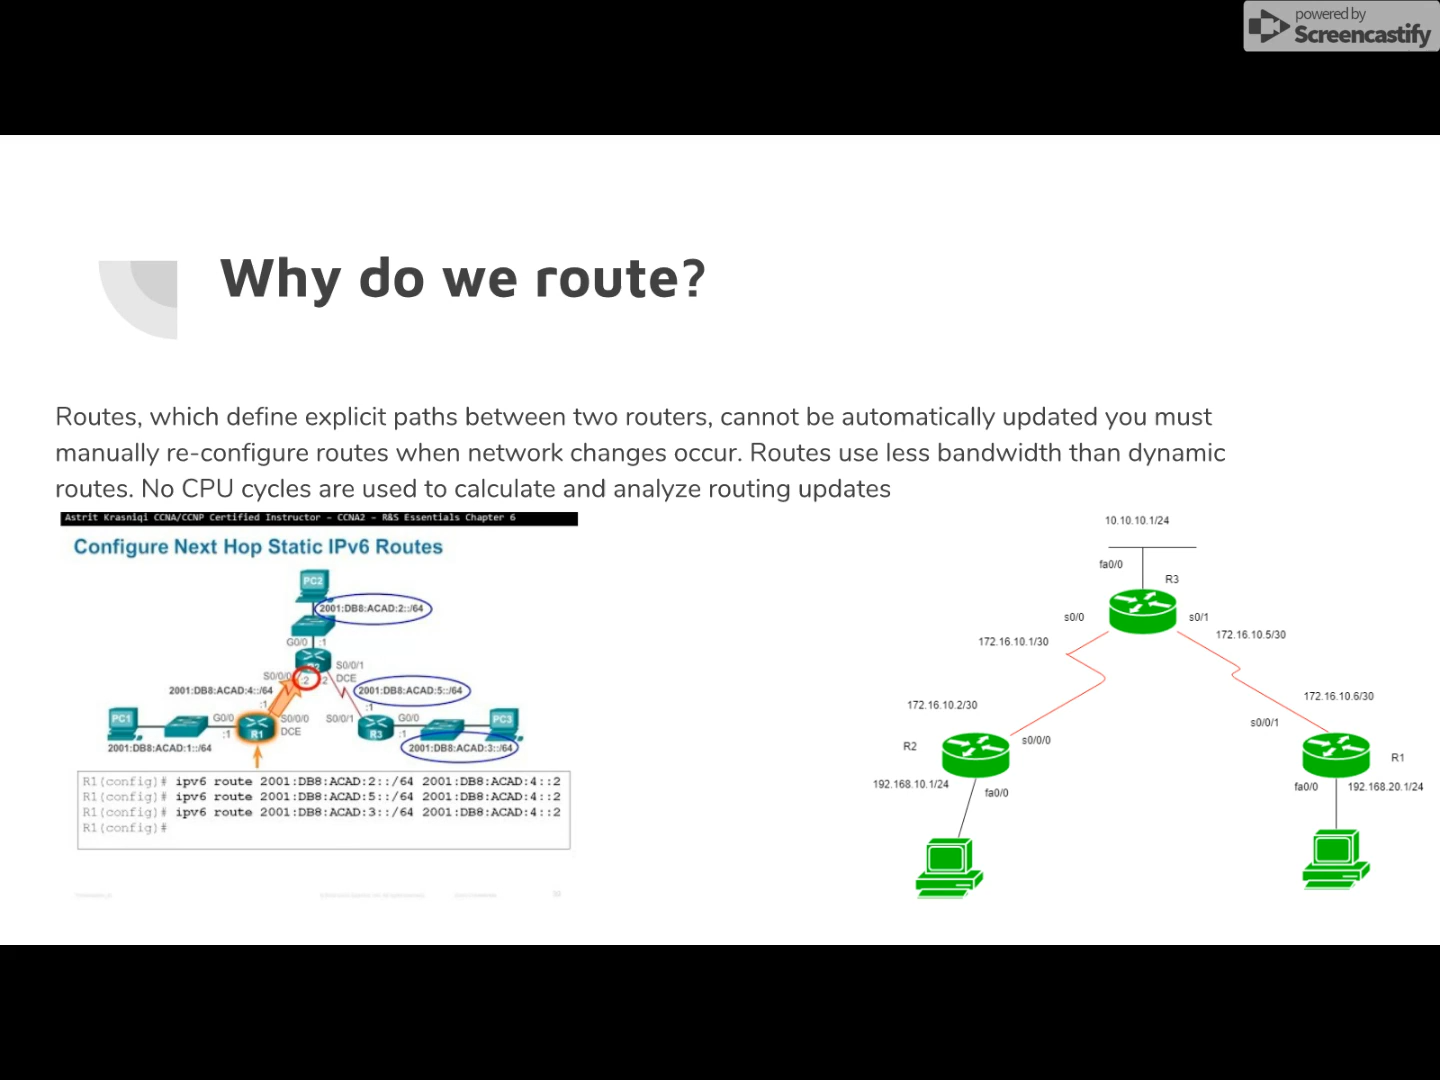 powered by
Screencastify
Why do we route?
Routes, which define explicit paths between two routers, cannot be automatically updated you must
manually re-configure routes when network changes occur. Routes use less bandwidth than dynamic
routes. No CPU cycles are used to calculate and analyze routing updates
Astrit Krasniqi CCNA/CCNP Certified Instructor - CCNA2 - R&S Essentials Chapter 6
Configure Next Hop Static IPv6 Routes
PC2
2001:DB8:ACAD:2::/64
G0/0 :1
S0/0/1
S0/0/0 :2 :2 DCE
2001:DB8:ACAD:4::/64
2001:DB8:ACAD:5::/64
:1 :1
PC1 G0/0 S0/0/0 S0/0/1 G0/0 PC3
:1 R1 DCE R3 :1
2001:DB8:ACAD:1::/64
2001:DB8:ACAD:3::/64
R1(config)# ipv6 route 2001:DB8:ACAD:2::/64 2001:DB8:ACAD:4::2
R1(config)# ipv6 route 2001:DB8:ACAD:5::/64 2001:DB8:ACAD:4::2
R1(config)# ipv6 route 2001:DB8:ACAD:3::/64 2001:DB8:ACAD:4::2
R1(config)#
10.10.10.1/24
fa0/0
R3
s0/0
s0/1
172.16.10.1/30
172.16.10.5/30
172.16.10.2/30
172.16.10.6/30
R2
s0/0/0
s0/0/1
R1
192.168.10.1/24
fa0/0
fa0/0
192.168.20.1/24